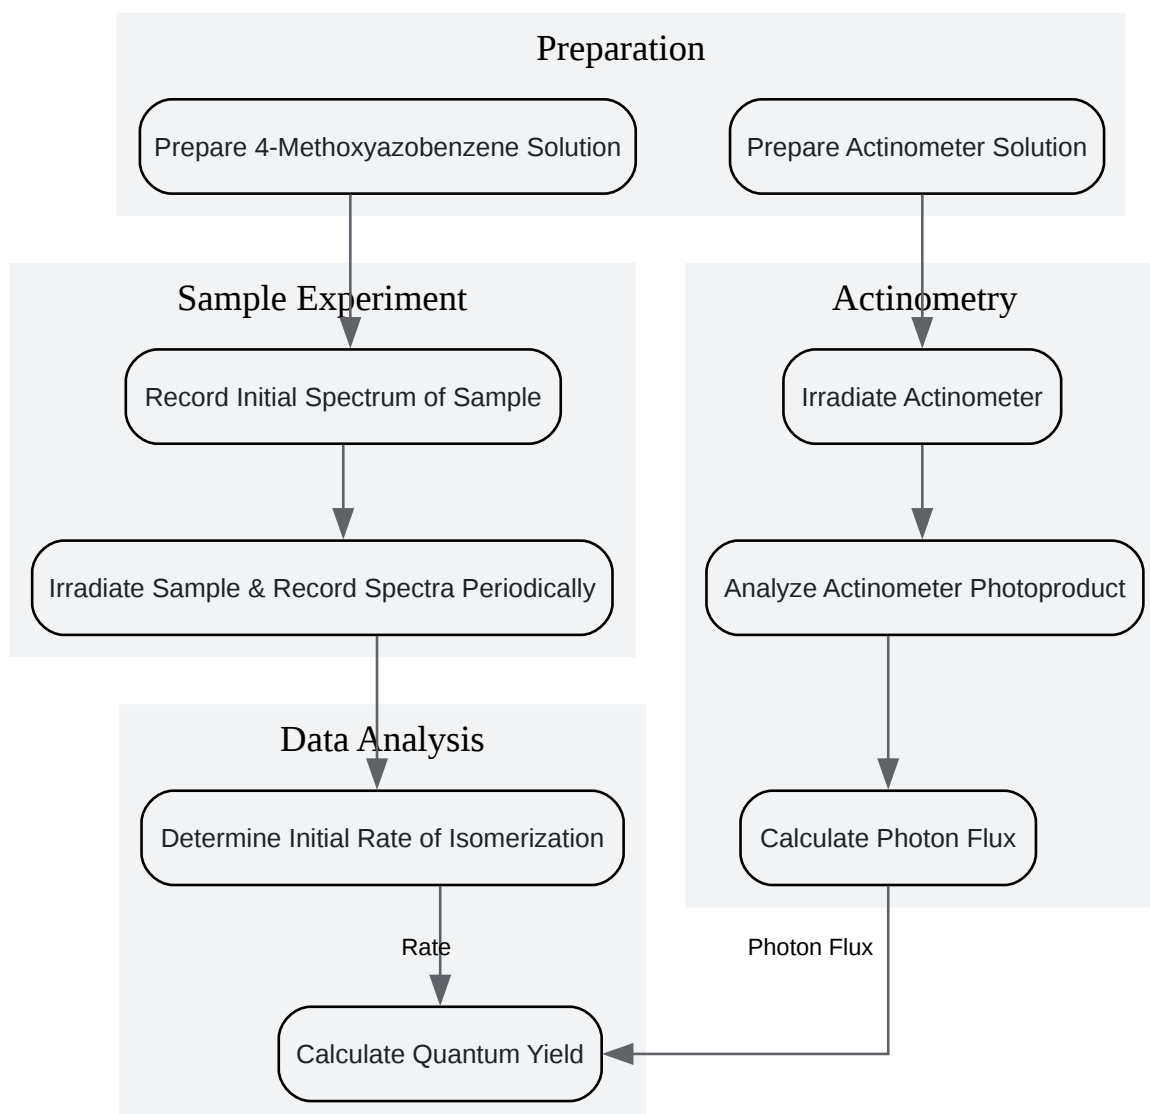 Preparation
Prepare 4-Methoxyazobenzene Solution
Prepare Actinometer Solution
Sample Experiment
Actinometry
Record Initial Spectrum of Sample
Irradiate Actinometer
Irradiate Sample & Record Spectra Periodically
Analyze Actinometer Photoproduct
Data Analysis
Determine Initial Rate of Isomerization
Calculate Photon Flux
Rate
Photon Flux
Calculate Quantum Yield